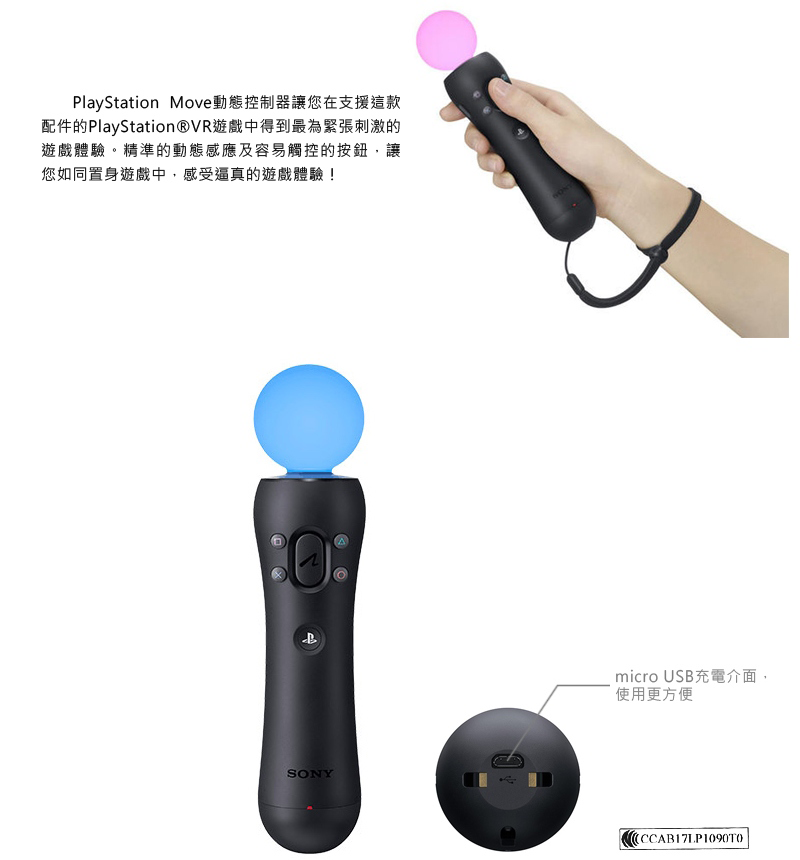 PlayStation Move動態控制器讓您在支援這款
配件的PlayStation®VR遊戲中得到最為緊張刺激的
遊戲體驗。精準的動態感應及容易觸控的按鈕，讓
您如同置身遊戲中，感受逼真的遊戲體驗！
SONY
SONY
micro USB充電介面，
使用更方便
CCAB17LP1090T0